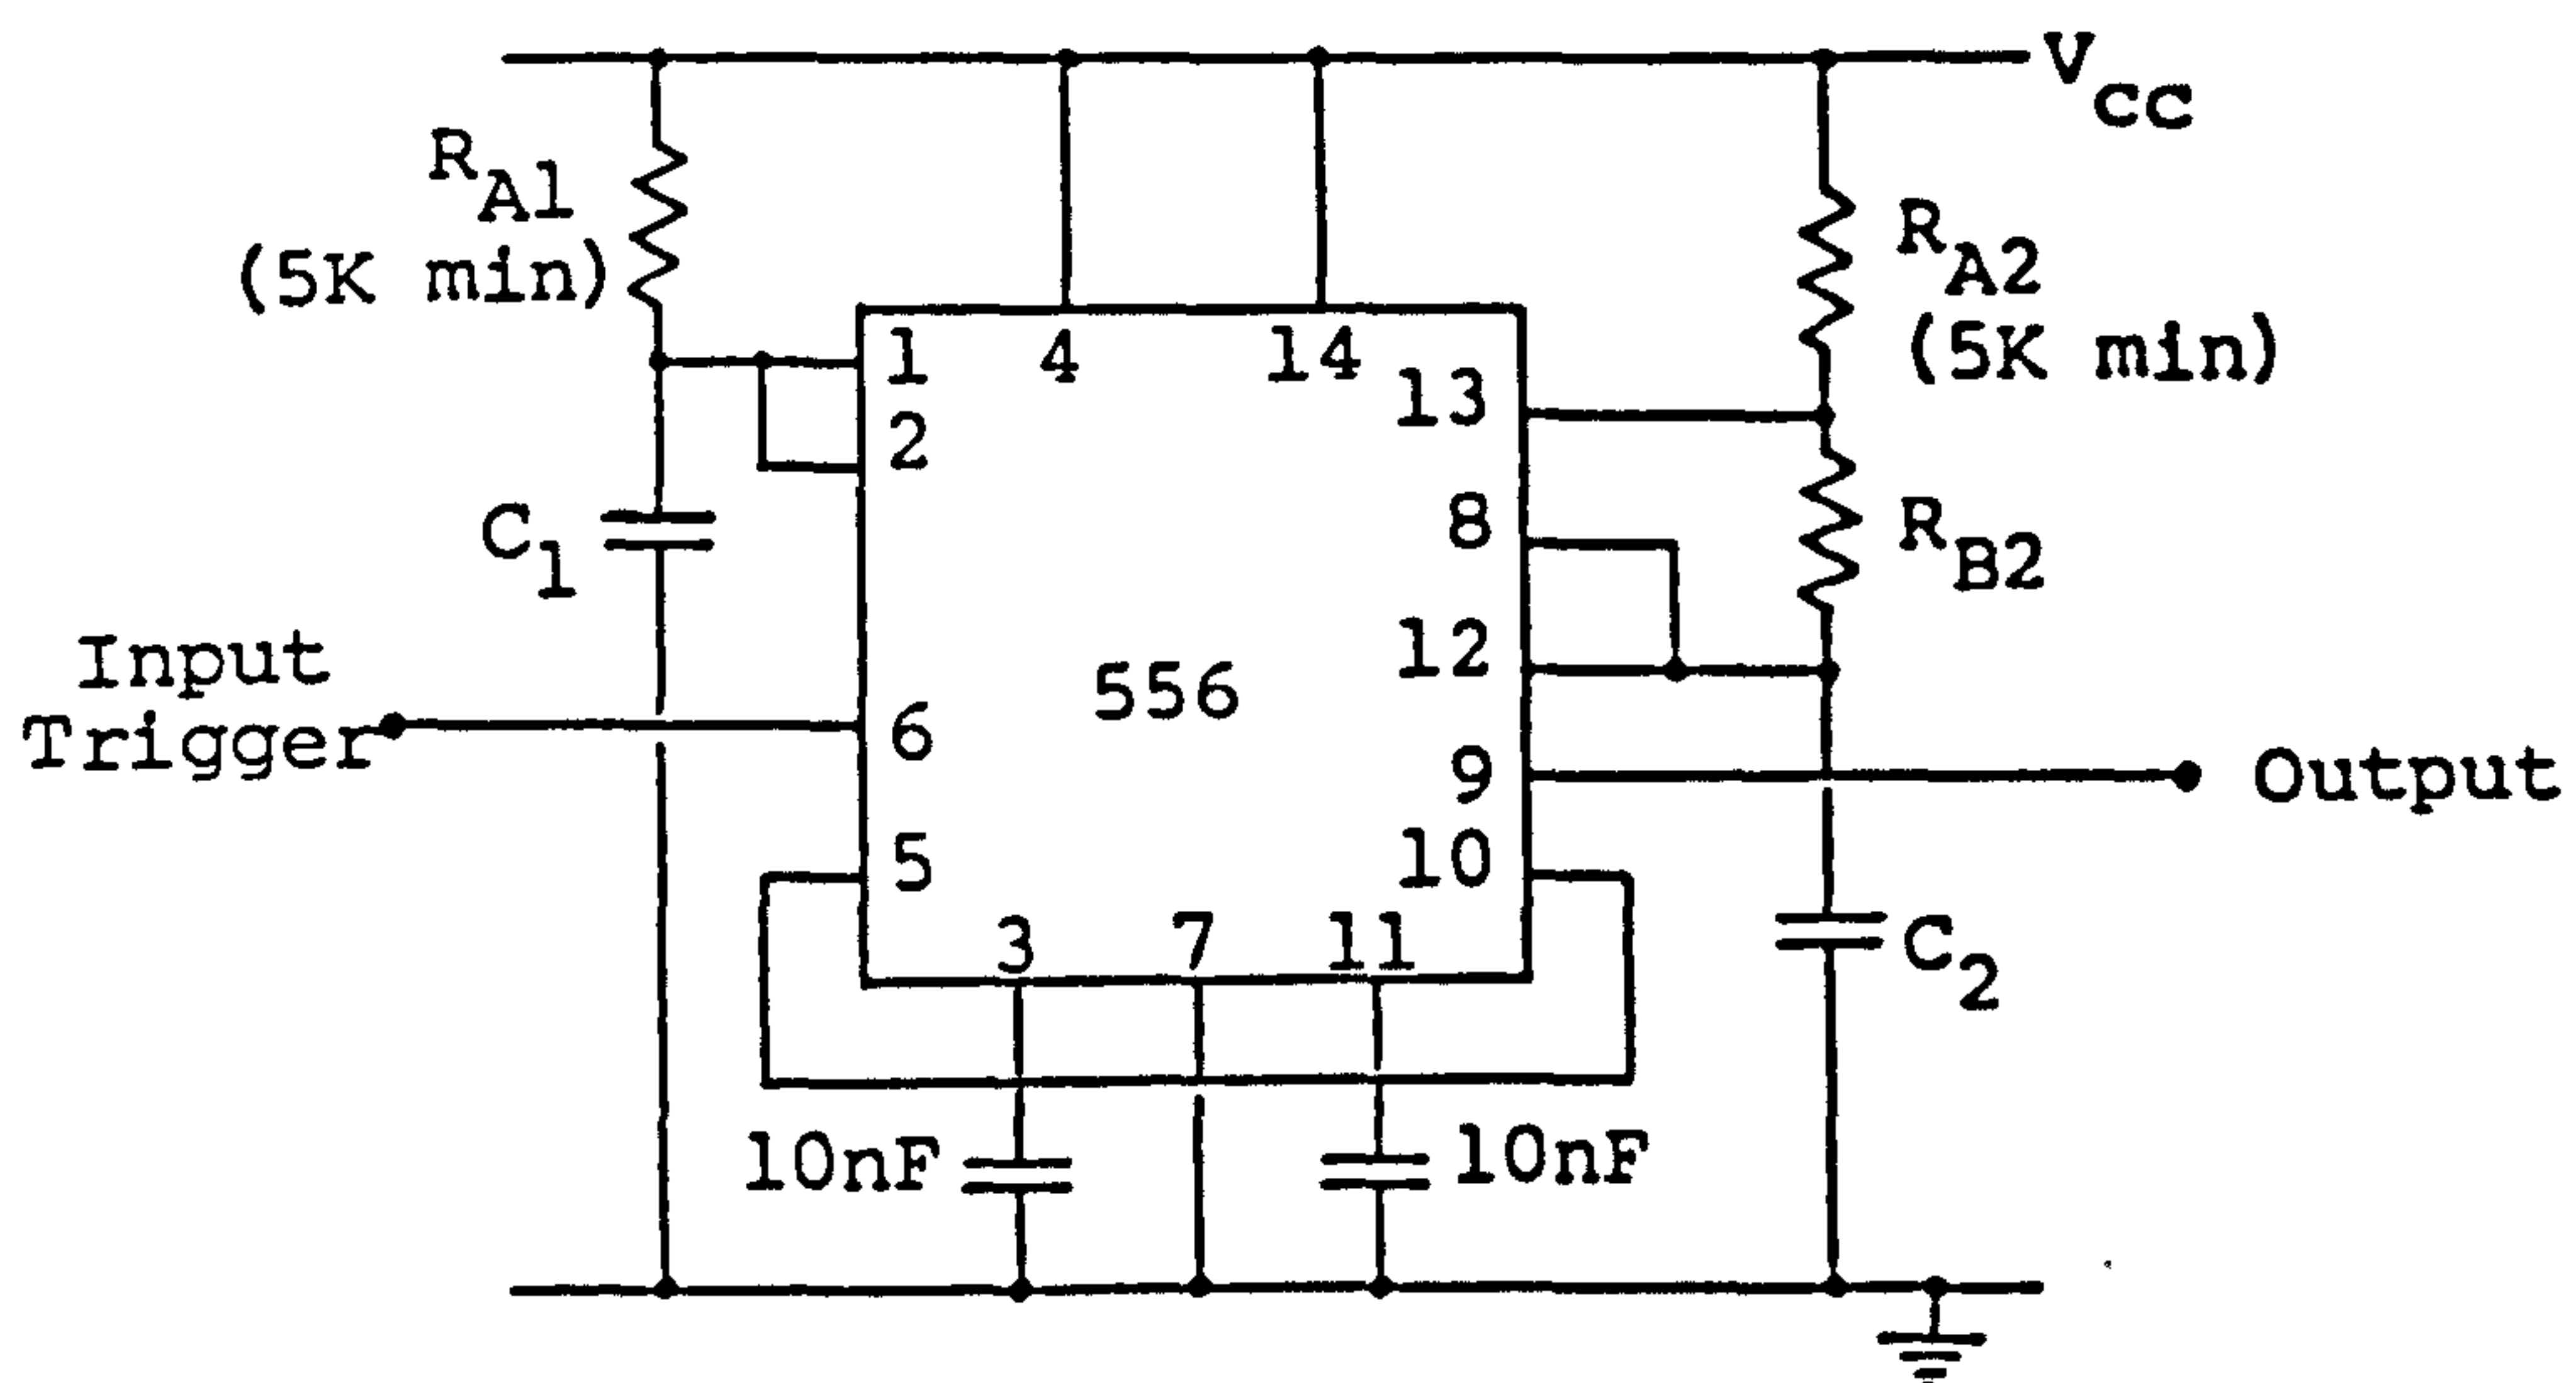 VCC
RA1
(5K min)
RA2
(5K min)
1
4
14
13
2
8
RB2
C1
12
Input
Trigger
556
6
9
Output
5
10
3
7
11
C2
10nF
10nF